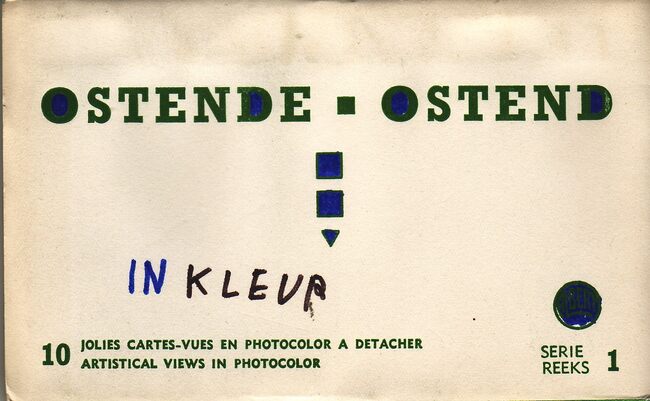 OSTENDE ▪ OSTEND
IN KLEUR
10 JOLIES CARTES-VUES EN PHOTOCOLOR A DETACHER
ARTISTICAL VIEWS IN PHOTOCOLOR
SERIE
REEKS 1